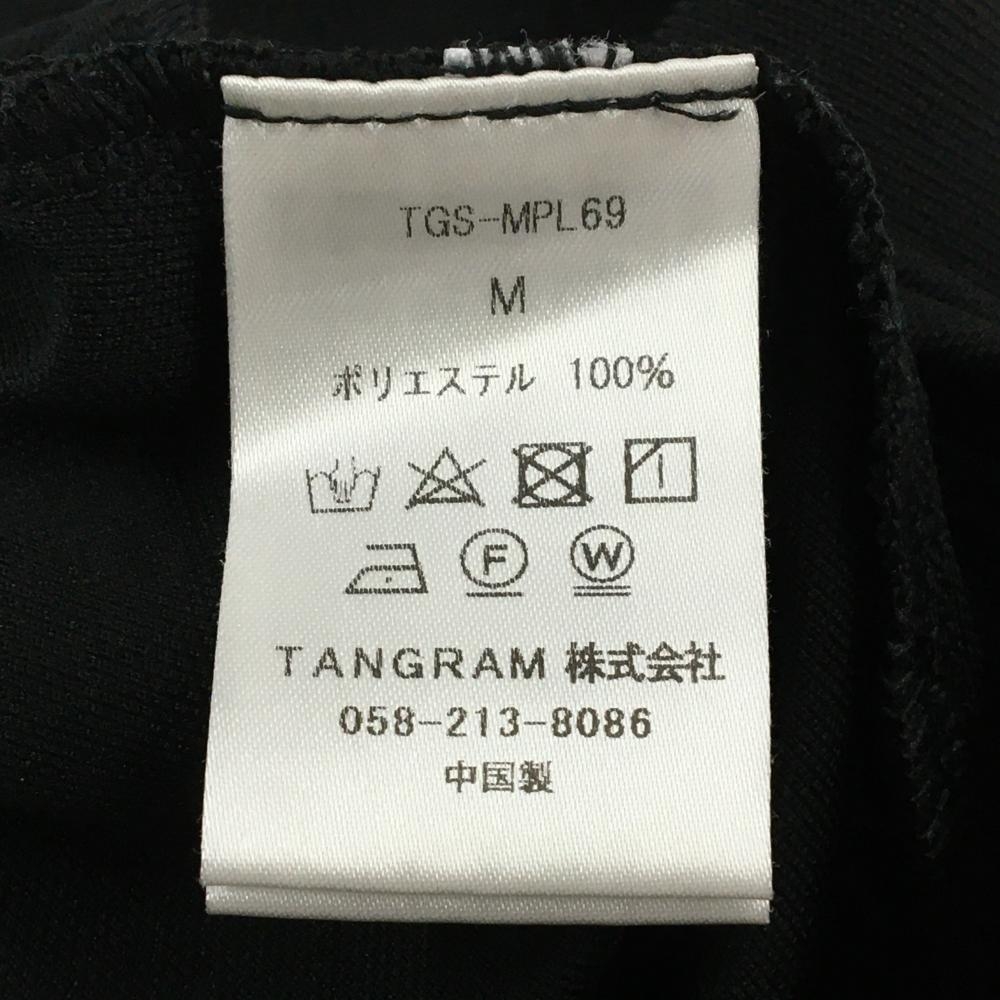 TGS-MPL69
M
ポリエステル 100%
F W
TANGRAM 株式会社
058-213-8086
中国製